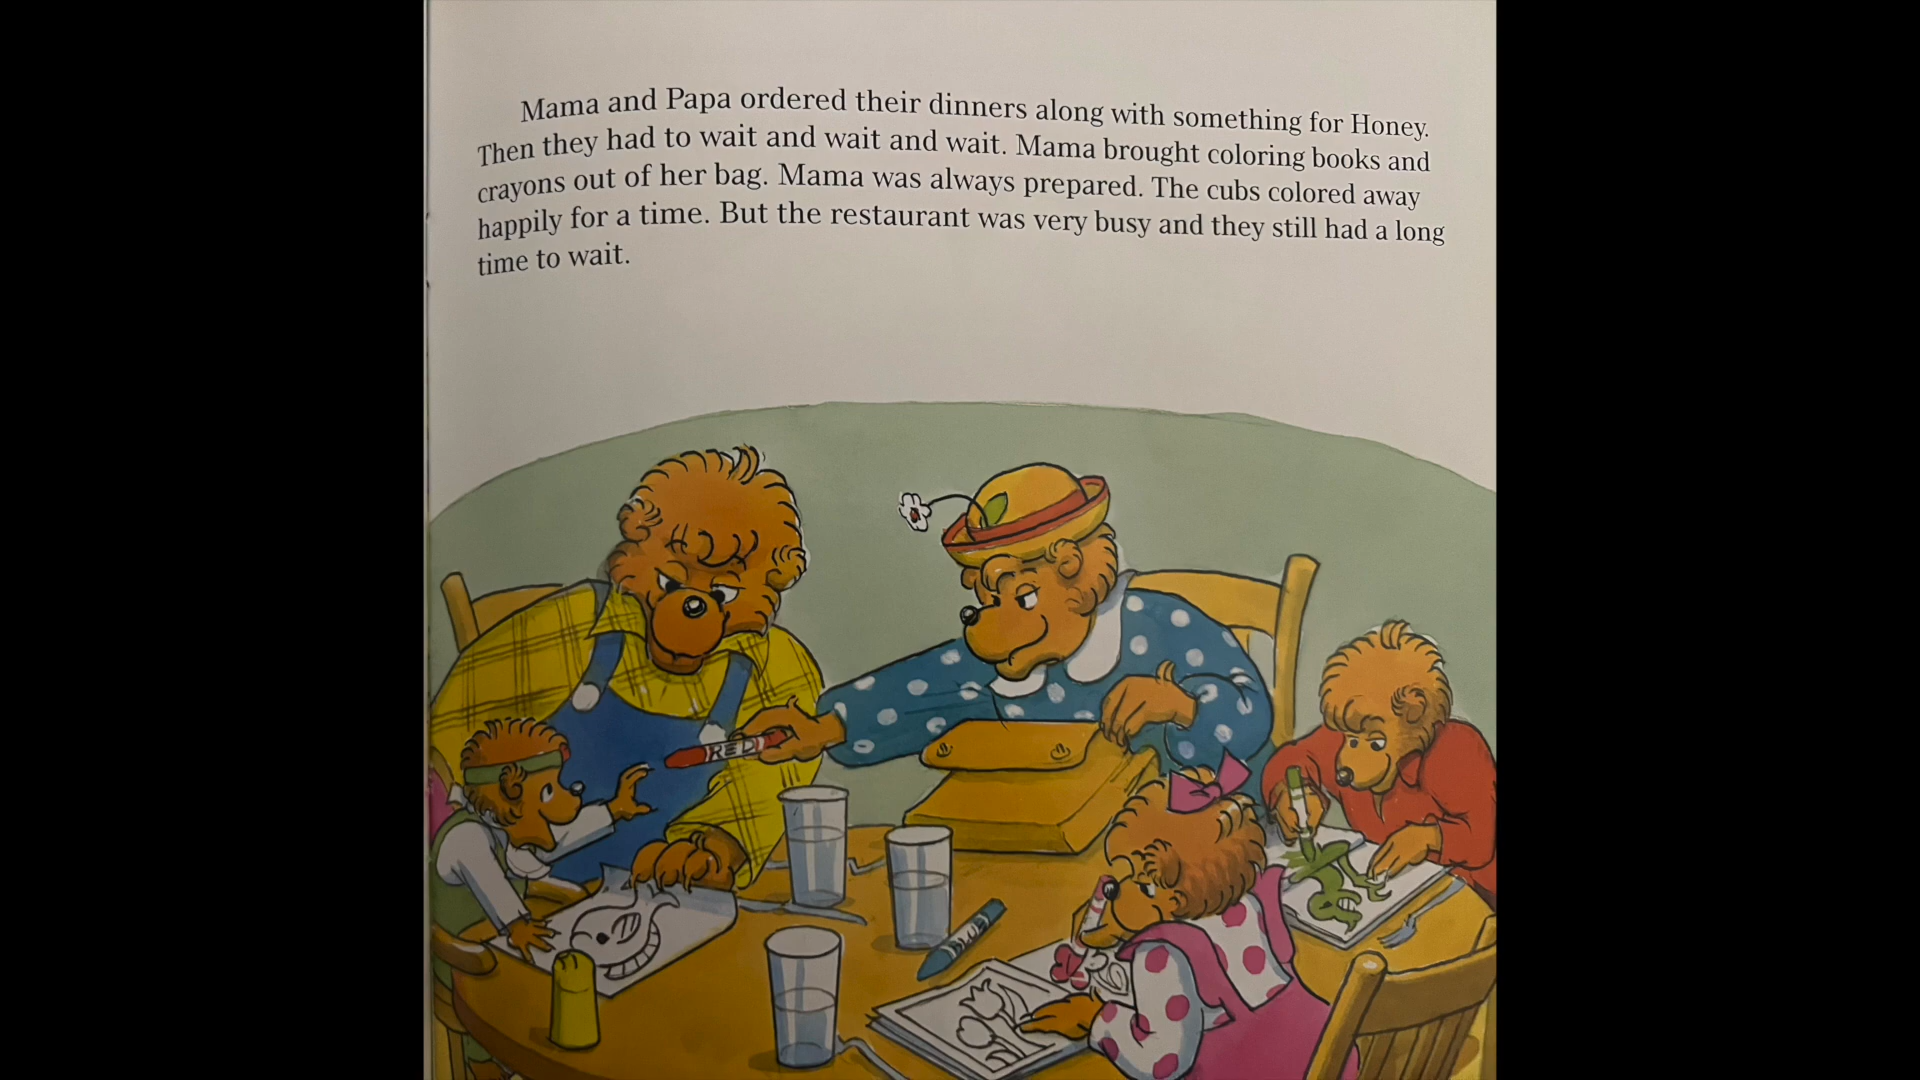 Mama and Papa ordered their dinners along with something for Honey.
Then they had to wait and wait and wait. Mama brought coloring books and
crayons out of her bag. Mama was always prepared. The cubs colored away
happily for a time. But the restaurant was very busy and they still had a long
time to wait.
RED
BLUE